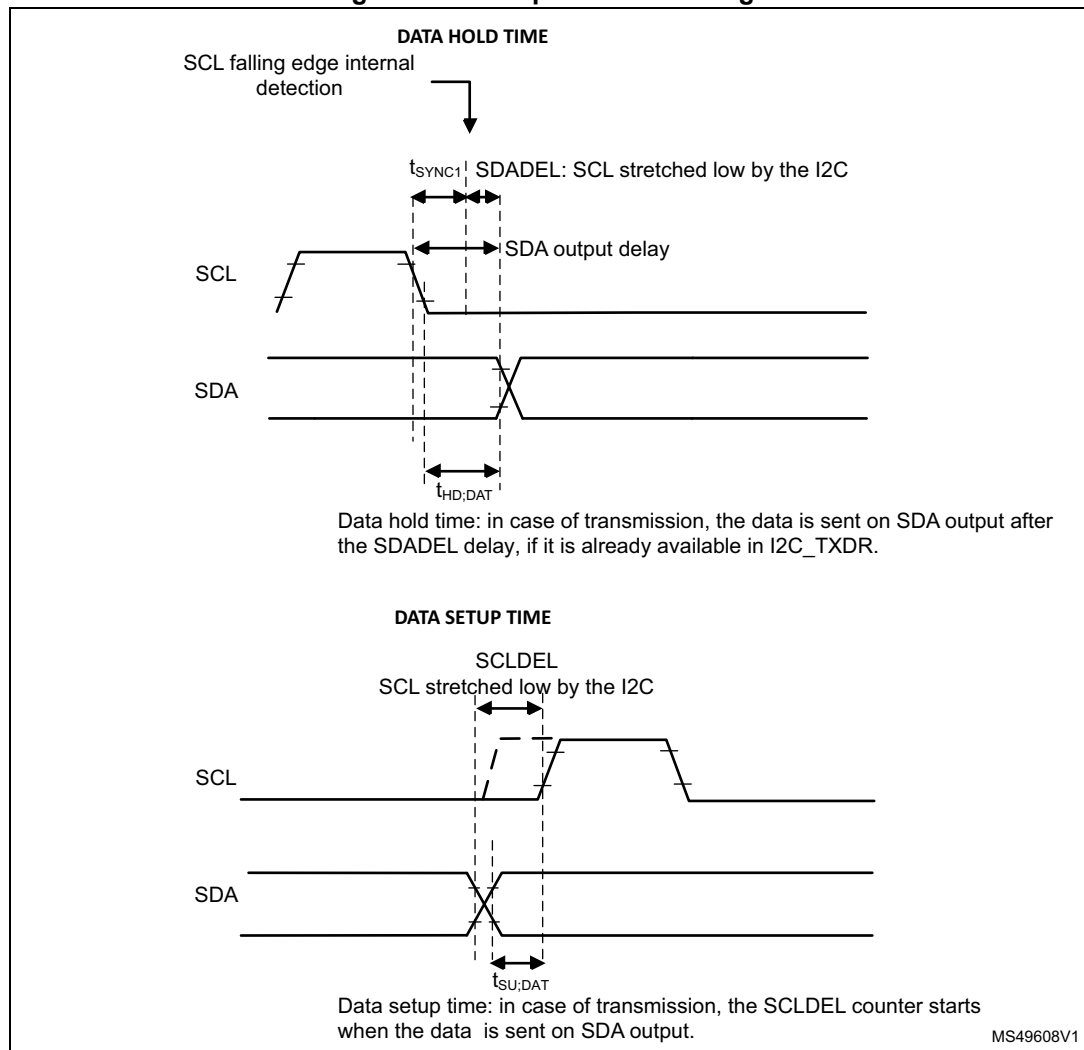 DATA HOLD TIME
SCL falling edge internal
detection
tSYNC1
SDADEL: SCL stretched low by the I2C
SDA output delay
SCL
SDA
tHD;DAT
Data hold time: in case of transmission, the data is sent on SDA output after
the SDADEL delay, if it is already available in I2C_TXDR.
DATA SETUP TIME
SCLDEL
SCL stretched low by the I2C
SCL
SDA
tSU;DAT
Data setup time: in case of transmission, the SCLDEL counter starts
when the data is sent on SDA output.
MS49608V1